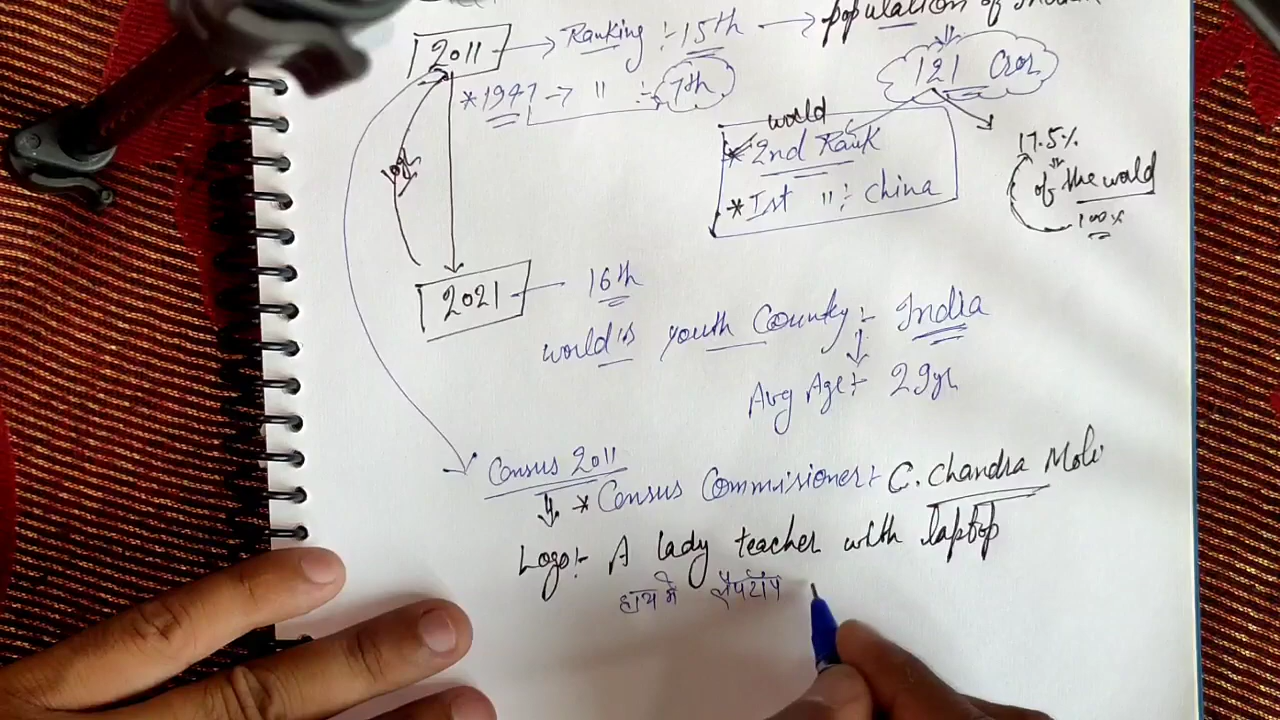 2011 → Ranking :- 15th → population of
121 Cror
* 1947 → " :- 7th
world
* 2nd Rank
* Ist " :- China
17.5%
of the world
100%
2021 — 16th
world's youth Country :- India
Avg Age :- 29yr
Census 2011
* Census Commisioner :- C. Chandra Moli
Logo :- A lady teacher with laptop
हाथ में लैपटॉप